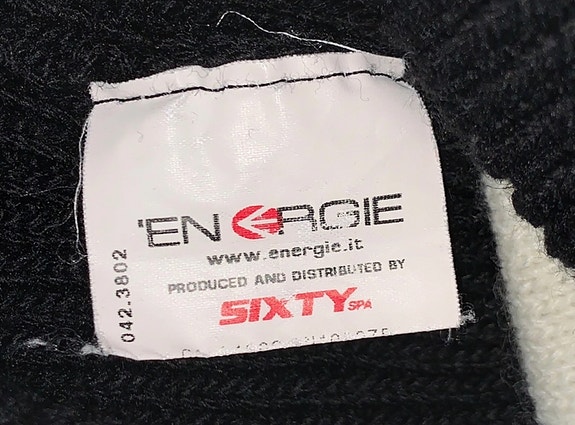 'ENERGIE
www.energie.it
PRODUCED AND DISTRIBUTED BY
SIXTY SPA
042.3802